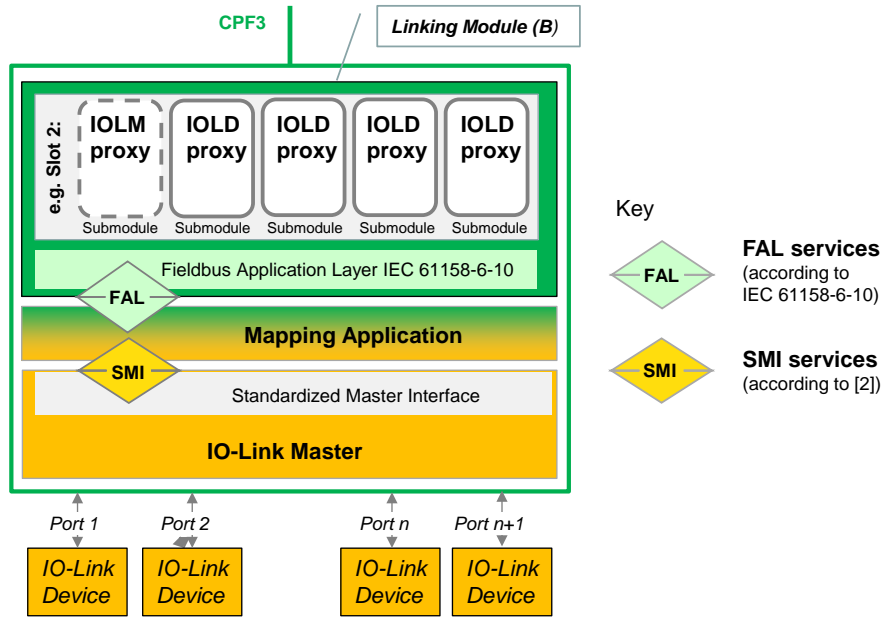 CPF3
Linking Module (B)
e.g. Slot 2:
IOLM
proxy
IOLD
proxy
IOLD
proxy
IOLD
proxy
IOLD
proxy
Submodule
Submodule
Submodule
Submodule
Submodule
Fieldbus Application Layer IEC 61158-6-10
FAL
Mapping Application
SMI
Standardized Master Interface
IO-Link Master
Port 1
Port 2
Port n
Port n+1
IO-Link
Device
IO-Link
Device
IO-Link
Device
IO-Link
Device
Key
FAL
FAL services
(according to
IEC 61158-6-10)
SMI
SMI services
(according to [2])